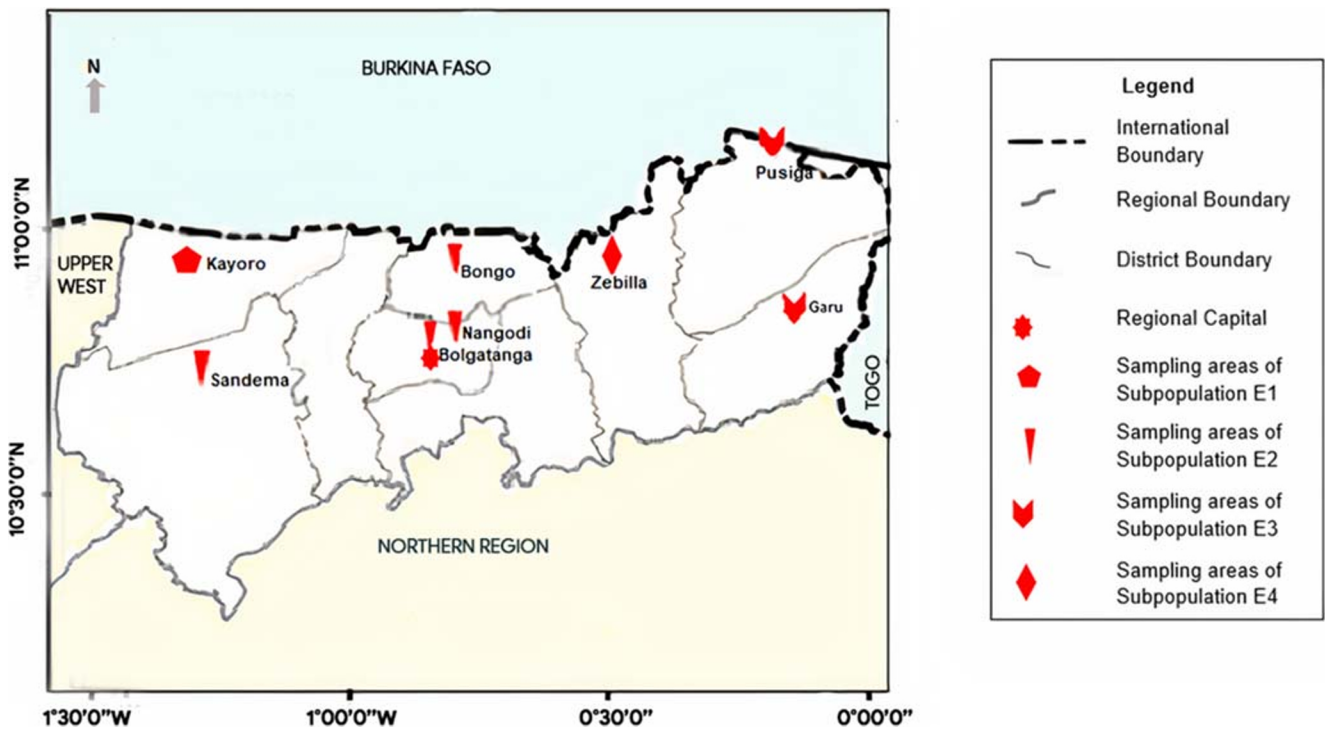 N
BURKINA FASO
Pusiga
11°00'0"N
UPPER
WEST
Kayoro
Bongo
Zebilla
Garu
Nangodi
Bolgatanga
Sandema
TOGO
10°30'0"N
NORTHERN REGION
1°30'0"W
1°00'0"W
0°30'0"
0°00'0"
Legend
International
Boundary
Regional Boundary
District Boundary
Regional Capital
Sampling areas of
Subpopulation E1
Sampling areas of
Subpopulation E2
Sampling areas of
Subpopulation E3
Sampling areas of
Subpopulation E4